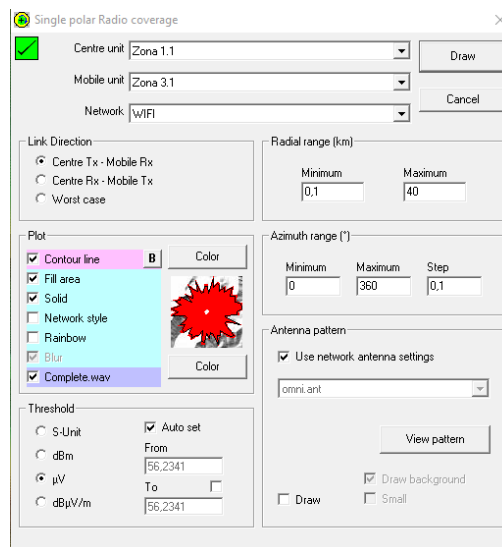 Single polar Radio coverage
Centre unit Zona 1.1 Draw
Mobile unit Zona 3.1
Network WIFI Cancel
Link Direction
Centre Tx - Mobile Rx
Centre Rx - Mobile Tx
Worst case
Radial range (km)
Minimum Maximum
0,1 40
Plot
Contour line B Color
Fill area
Solid
Network style
Rainbow
Blur
Complete.wav
Color
Azimuth range (°)
Minimum Maximum Step
0 360 0,1
Antenna pattern
Use network antenna settings
omni.ant
View pattern
Draw background
Draw Small
Threshold
S-Unit
dBm
µV
dBµV/m
Auto set
From
56,2341
To
56,2341